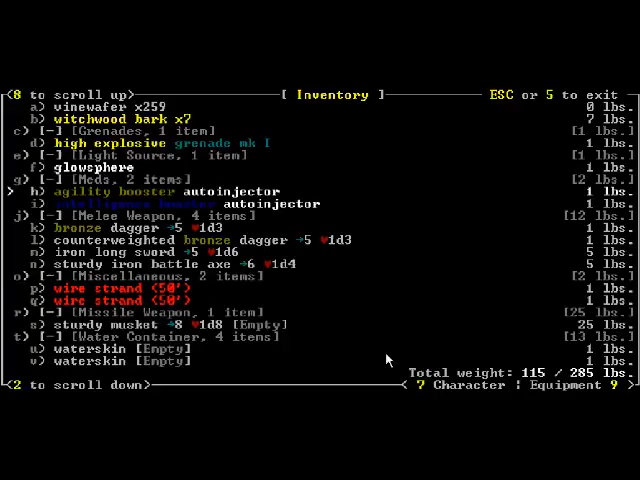 <8 to scroll up> [ Inventory ] ESC or 5 to exit
a) vinewafer x259 0 lbs.
b) witchwood bark x7 7 lbs.
c) [-] [Grenades, 1 item] [1 lbs.]
d) high explosive grenade mk I 1 lbs.
e) [-] [Light Source, 1 item] [1 lbs.]
f) glowsphere 1 lbs.
g) [-] [Meds, 2 items] [2 lbs.]
> h) agility booster autoinjector 1 lbs.
i) intelligence booster autoinjector 1 lbs.
j) [-] [Melee Weapon, 4 items] [12 lbs.]
k) bronze dagger →5 ♥1d3 1 lbs.
l) counterweighted bronze dagger →5 ♥1d3 1 lbs.
m) iron long sword →5 ♥1d6 5 lbs.
n) sturdy iron battle axe →6 ♥1d4 5 lbs.
o) [-] [Miscellaneous, 2 items] [2 lbs.]
p) wire strand (50') 1 lbs.
q) wire strand (50') 1 lbs.
r) [-] [Missile Weapon, 1 item] [25 lbs.]
s) sturdy musket →8 ♥1d8 [Empty] 25 lbs.
t) [-] [Water Container, 4 items] [13 lbs.]
u) waterskin [Empty] 1 lbs.
v) waterskin [Empty] 1 lbs.
Total weight: 115 / 285 lbs.
<2 to scroll down> < 7 Character | Equipment 9 >